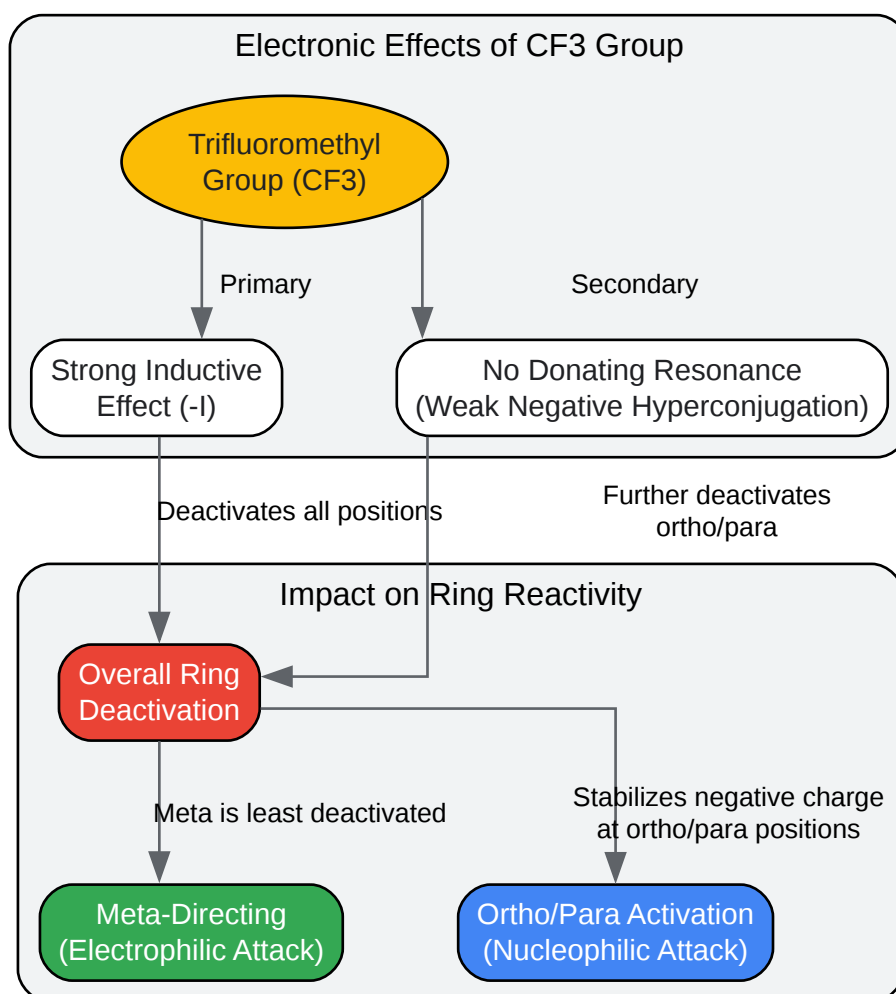 Electronic Effects of CF3 Group
Trifluoromethyl
Group (CF3)
Primary
Secondary
Strong Inductive
Effect (-I)
No Donating Resonance
(Weak Negative Hyperconjugation)
Deactivates all positions
Further deactivates
ortho/para
Impact on Ring Reactivity
Overall Ring
Deactivation
Meta is least deactivated
Stabilizes negative charge
at ortho/para positions
Meta-Directing
(Electrophilic Attack)
Ortho/Para Activation
(Nucleophilic Attack)